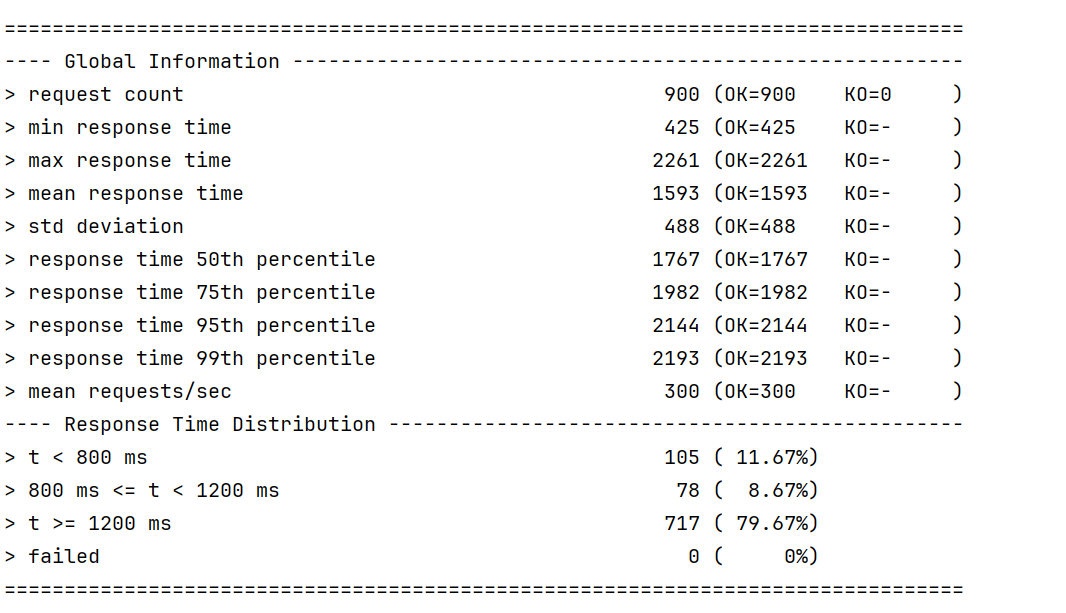 ================================================================================
---- Global Information --------------------------------------------------------
> request count                                        900 (OK=900    KO=0     )
> min response time                                    425 (OK=425    KO=-     )
> max response time                                   2261 (OK=2261   KO=-     )
> mean response time                                  1593 (OK=1593   KO=-     )
> std deviation                                        488 (OK=488    KO=-     )
> response time 50th percentile                       1767 (OK=1767   KO=-     )
> response time 75th percentile                       1982 (OK=1982   KO=-     )
> response time 95th percentile                       2144 (OK=2144   KO=-     )
> response time 99th percentile                       2193 (OK=2193   KO=-     )
> mean requests/sec                                    300 (OK=300    KO=-     )
---- Response Time Distribution ------------------------------------------------
> t < 800 ms                                           105 ( 11.67%)
> 800 ms <= t < 1200 ms                                 78 (  8.67%)
> t >= 1200 ms                                         717 ( 79.67%)
> failed                                                 0 (     0%)
================================================================================